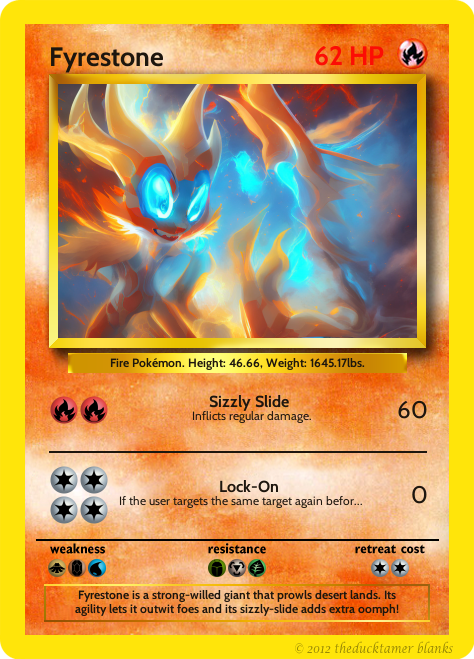 Fyrestone 62 HP
Fire Pokémon. Height: 46.66, Weight: 1645.17lbs.
Sizzly Slide 60
Inflicts regular damage.
Lock-On 0
If the user targets the same target again befor...
weakness resistance retreat cost
Fyrestone is a strong-willed giant that prowls desert lands. Its
agility lets it outwit foes and its sizzly-slide adds extra oomph!
© 2012 theducktamer blanks